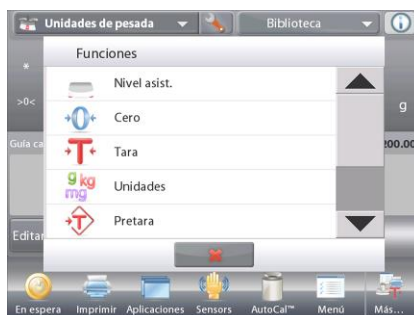 Unidades de pesada
Biblioteca
Funciones
*
Nivel asist.
>0<
Cero
g
Guía ca
Tara
200.00
g kg
mg
Unidades
Pretara
Editar
En espera Imprimir Aplicaciones Sensors AutoCal™ Menú Más...